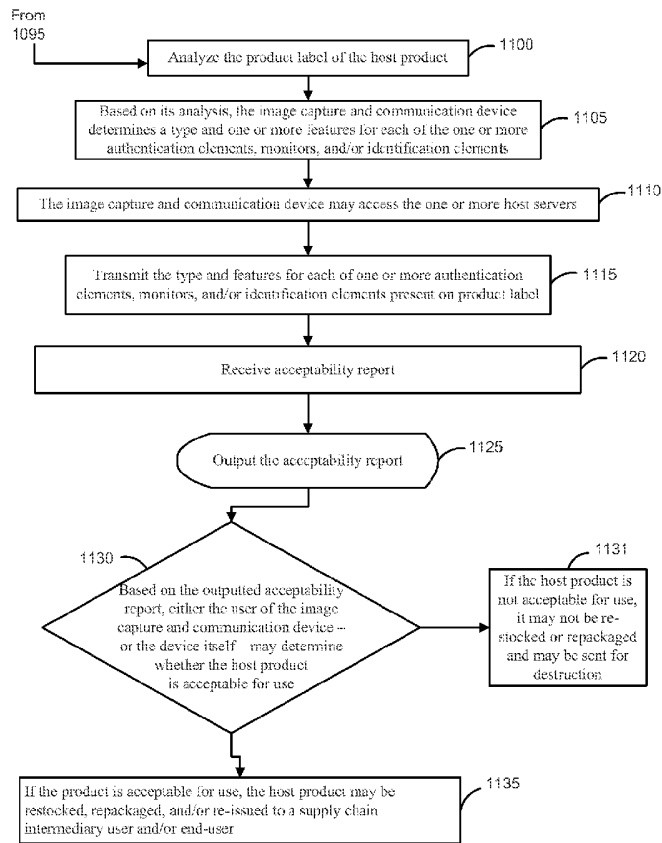 From
1095
Analyze the product label of the host product
1100
Based on its analysis, the image capture and communication device
determines a type and one or more features for each of the one or more
authentication elements, monitors, and/or identification elements
1105
The image capture and communication device may access the one or more host servers
1110
Transmit the type and features for each of one or more authentication
elements, monitors, and/or identification elements present on product label
1115
Receive acceptability report
1120
Output the acceptability report
1125
1130
Based on the outputted acceptability
report, either the user of the image
capture and communication device –
or the device itself – may determine
whether the host product
is acceptable for use
1131
If the host product is
not acceptable for use,
it may not be re-
stocked or repackaged
and may be sent for
destruction
If the product is acceptable for use, the host product may be
restocked, repackaged, and/or re-issued to a supply chain
intermediary user and/or end-user
1135